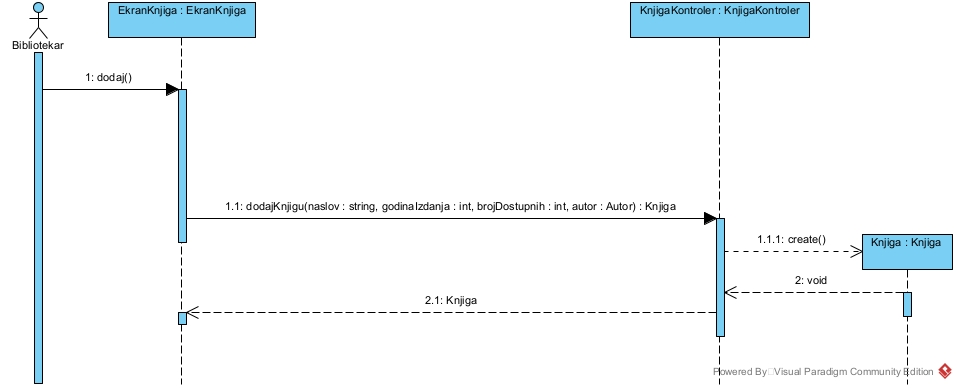 EkranKnjiga : EkranKnjiga
KnjigaKontroler : KnjigaKontroler
Bibliotekar
1: dodaj()
1.1: dodajKnjigu(naslov : string, godinaIzdanja : int, brojDostupnih : int, autor : Autor) : Knjiga
1.1.1: create()
Knjiga : Knjiga
2: void
2.1: Knjiga
Powered By Visual Paradigm Community Edition